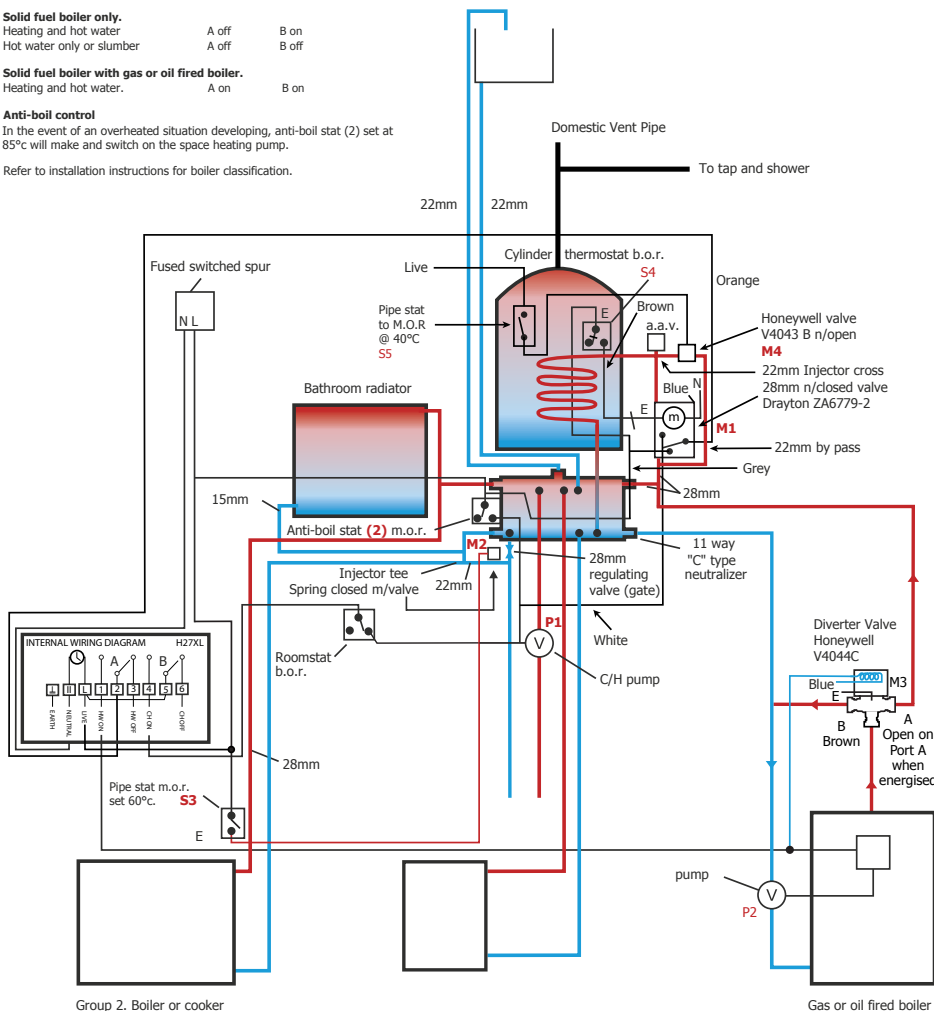 Solid fuel boiler only.
Heating and hot water A off B on
Hot water only or slumber A off B off
Solid fuel boiler with gas or oil fired boiler.
Heating and hot water. A on B on
Anti-boil control
In the event of an overheated situation developing, anti-boil stat (2) set at
85°c will make and switch on the space heating pump.
Refer to installation instructions for boiler classification.
Domestic Vent Pipe
To tap and shower
22mm
22mm
Fused switched spur
N L
Live
Cylinder thermostat b.o.r.
S4
Orange
Pipe stat
to M.O.R
@ 40°C
S5
E
Brown
a.a.v.
Honeywell valve
V4043 B n/open
M4
22mm Injector cross
28mm n/closed valve
Drayton ZA6779-2
Blue
N
E
m
M1
22mm by pass
Grey
28mm
Bathroom radiator
15mm
Anti-boil stat (2) m.o.r.
M2
Injector tee
Spring closed m/valve
22mm
28mm
regulating
valve (gate)
11 way
"C" type
neutralizer
White
P1
V
C/H pump
Roomstat
b.o.r.
INTERNAL WIRING DIAGRAM H27XL
A
B
II L 1 2 3 4 5 6
EARTH
NEUTRAL
LIVE
HW ON
HW OFF
CH ON
CHO OFF
28mm
Pipe stat m.o.r.
set 60°c.
S3
E
Diverter Valve
Honeywell
V4044C
Blue
M3
E
B
Brown
A
Open on
Port A
when
energised
pump
V
P2
Group 2. Boiler or cooker
Gas or oil fired boiler